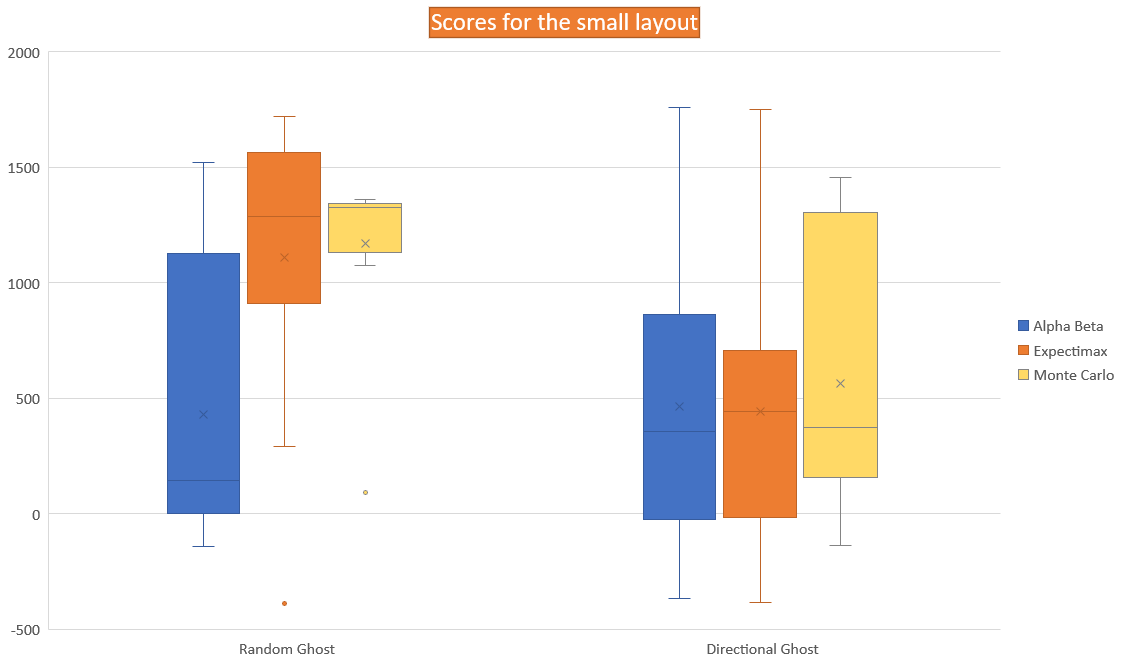 Scores for the small layout
2000
1500
1000
500
0
-500
Random Ghost
Directional Ghost
Alpha Beta
Expectimax
Monte Carlo